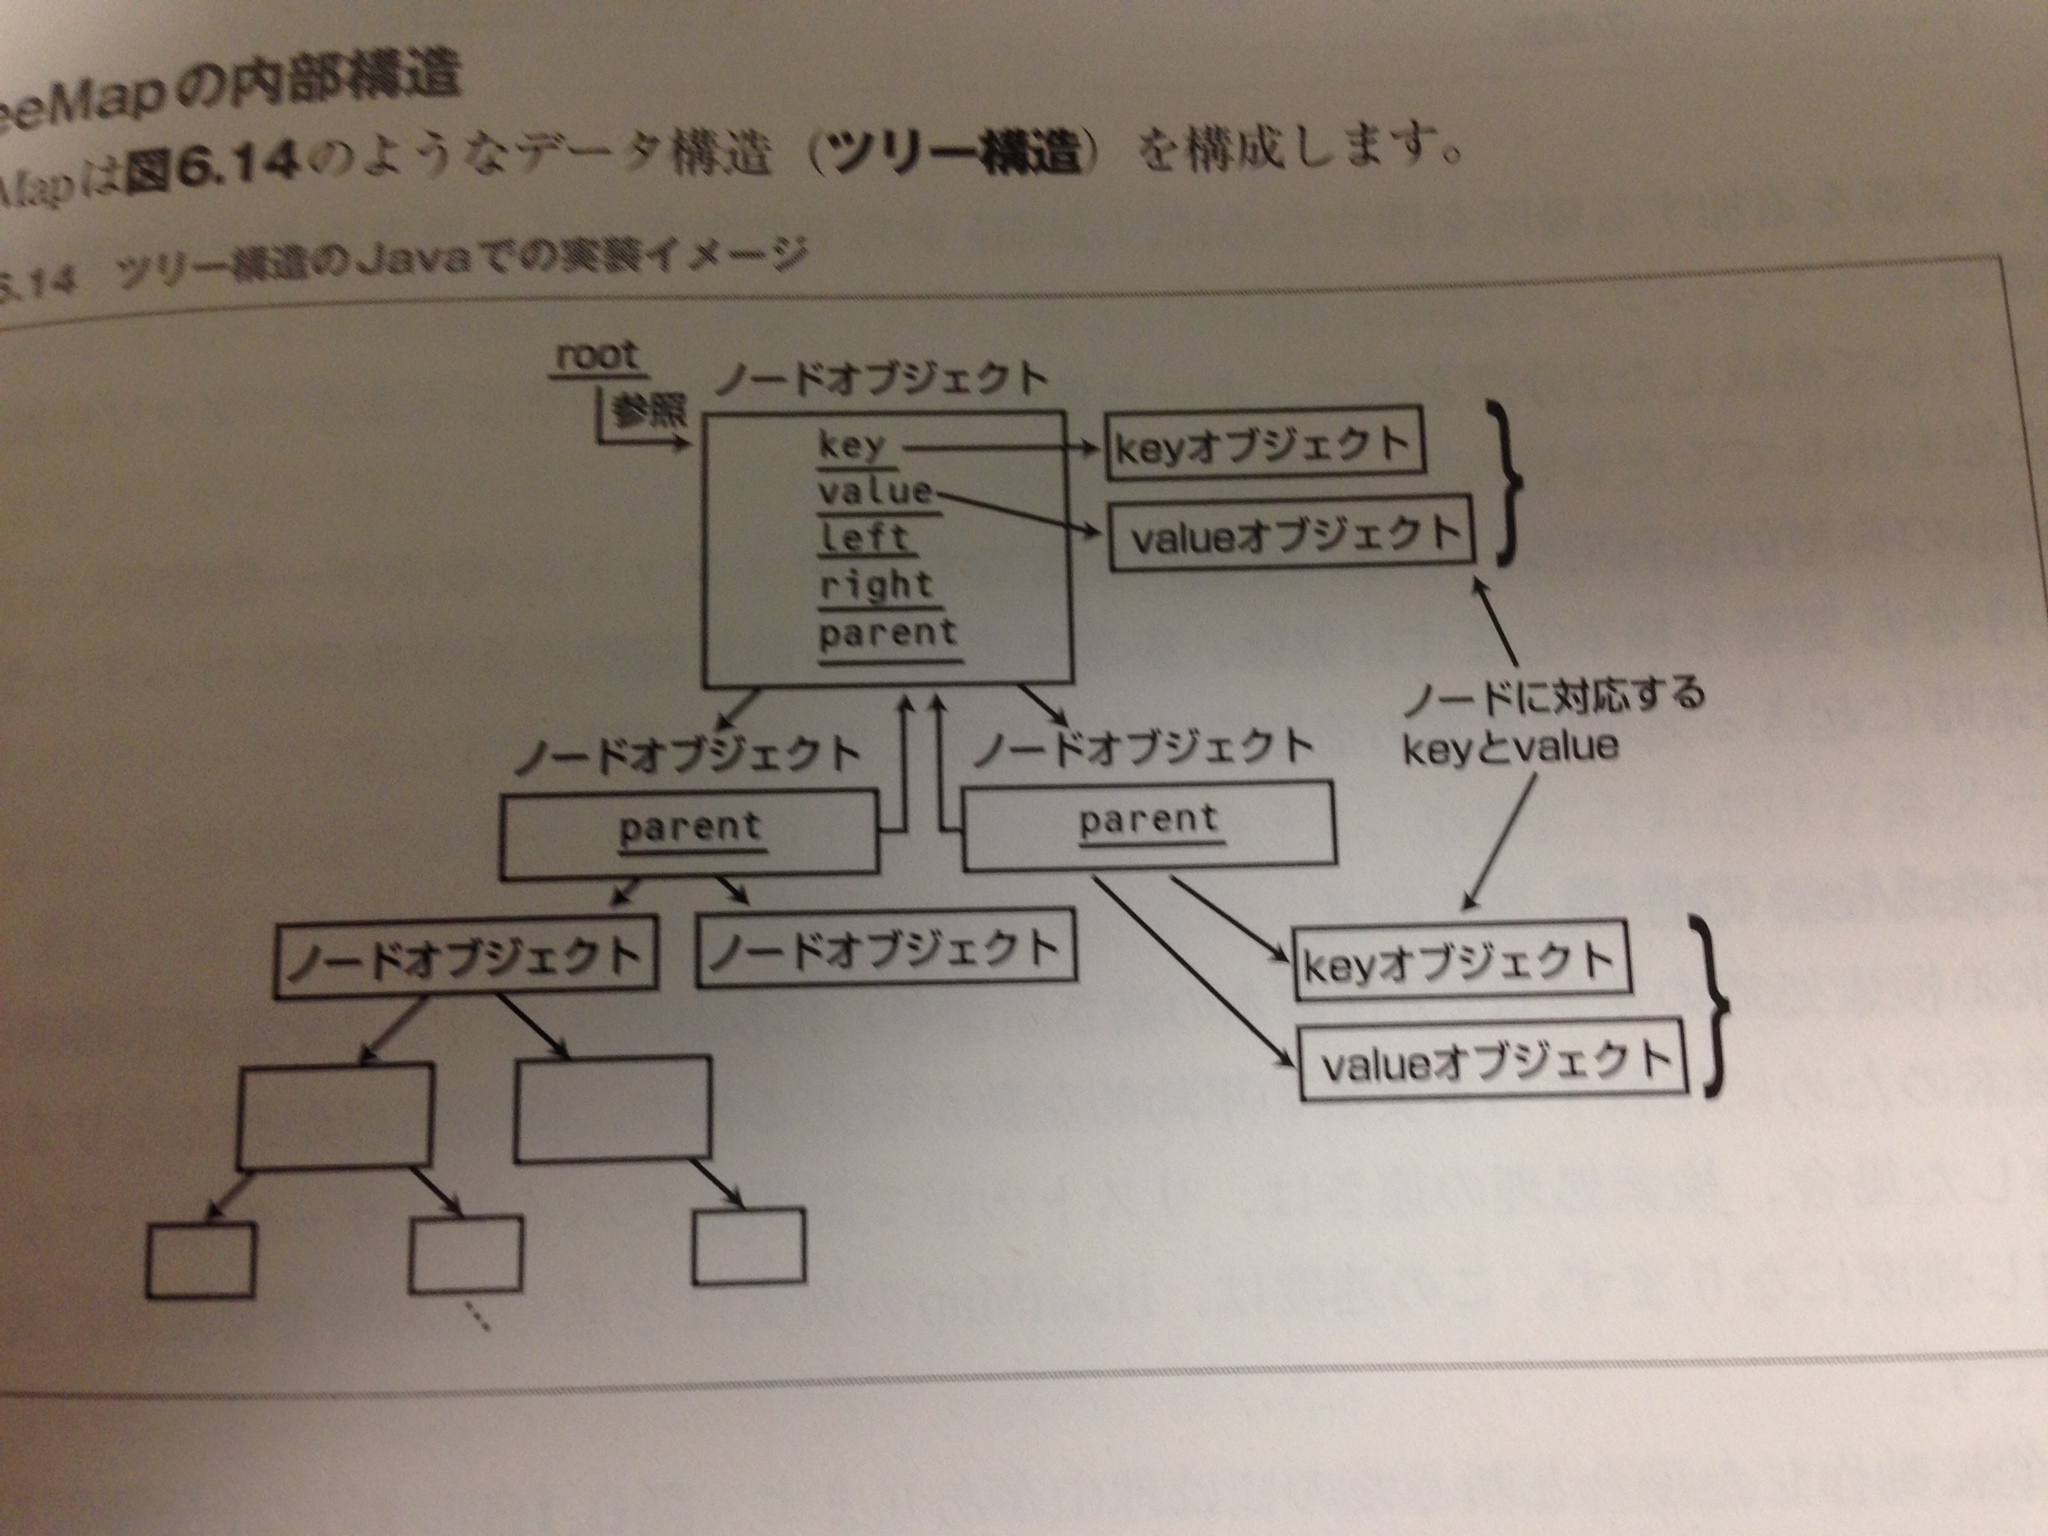 eeMapの内部構造
Mapは図6.14のようなデータ構造（ツリー構造）を構成します。
6.14 ツリー構造のJavaでの実装イメージ
root
参照
ノードオブジェクト
key
value
left
right
parent
keyオブジェクト
valueオブジェクト
ノードに対応する
keyとvalue
ノードオブジェクト
ノードオブジェクト
parent
parent
ノードオブジェクト
ノードオブジェクト
keyオブジェクト
valueオブジェクト